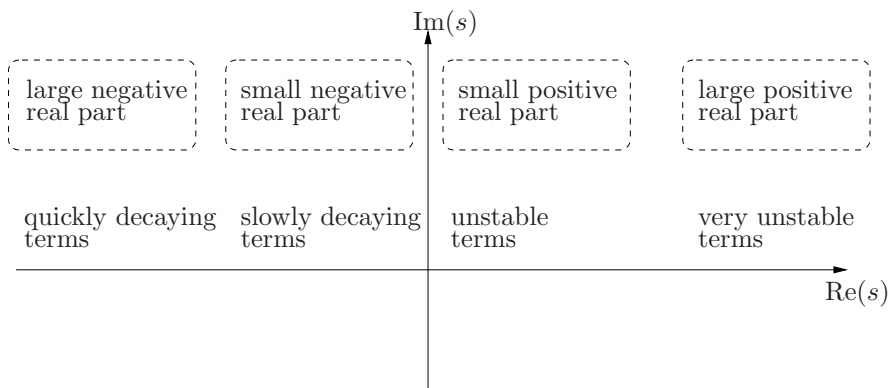 Im(s)
large negative
real part
small negative
real part
small positive
real part
large positive
real part
quickly decaying
terms
slowly decaying
terms
unstable
terms
very unstable
terms
Re(s)